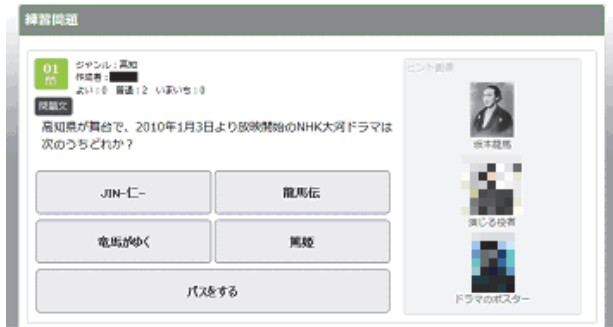 練習問題
01
問
ジャンル：高知
作成者：
よい：0 普通：2 いまいち：0
問題文
高知県が舞台で、2010年1月3日より放映開始のNHK大河ドラマは
次のうちどれか？
JIN-仁-
龍馬伝
竜馬がゆく
篤姫
パスをする
ヒント画像
坂本龍馬
演じる役者
ドラマのポスター